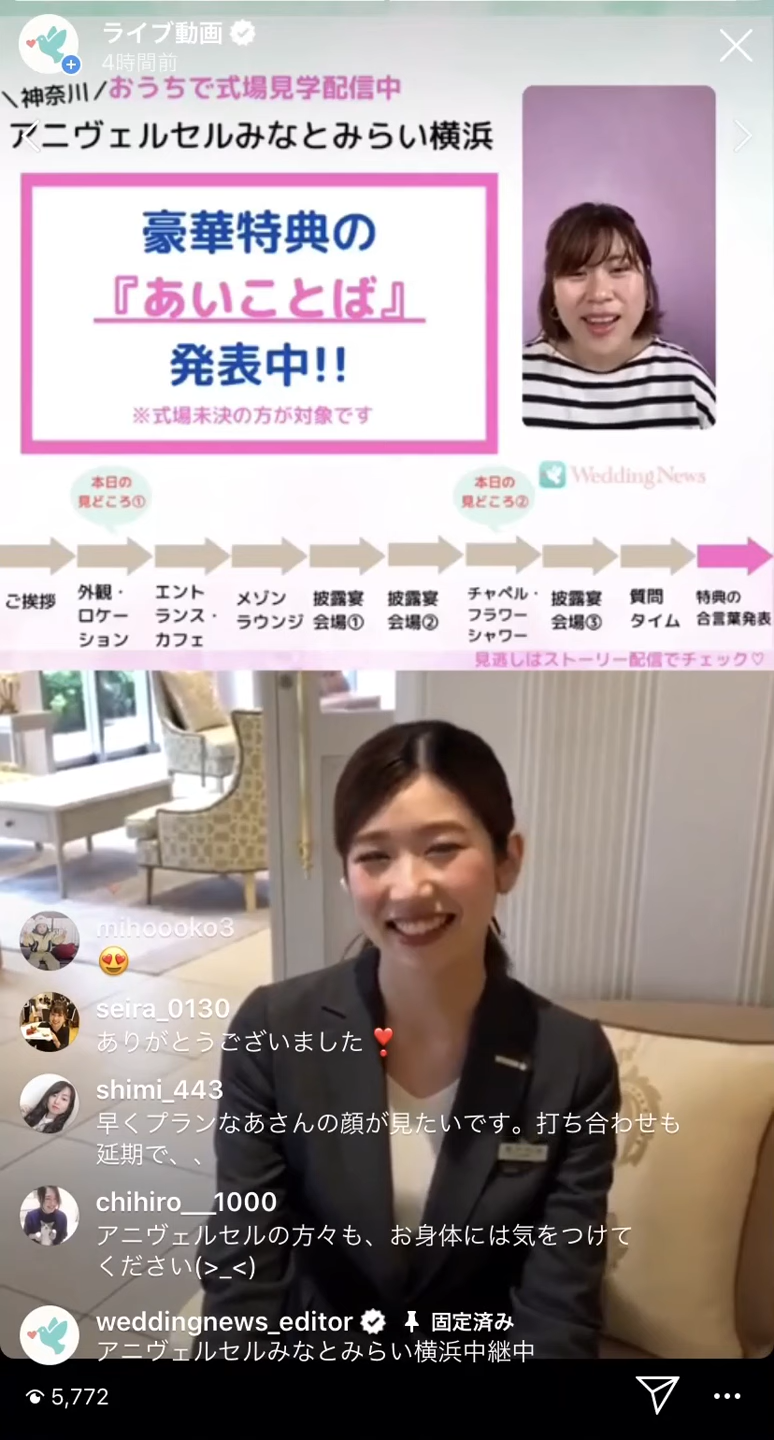 ライブ動画
4時間前
＼神奈川／おうちで式場見学配信中
アニヴェルセルみなとみらい横浜
豪華特典の
『あいことば』
発表中!!
※式場未決の方が対象です
WeddingNews
本日の
見どころ①
本日の
見どころ②
ご挨拶
外観・
ロケー
ション
エント
ランス・
カフェ
メゾン
ラウンジ
披露宴
会場①
披露宴
会場②
チャペル・
フラワー
シャワー
披露宴
会場③
質問
タイム
特典の
合言葉発表
見逃しはストーリー配信でチェック♡
mihoooko3
😍
seira_0130
ありがとうございました❣️
shimi_443
早くプランなあさんの顔が見たいです。打ち合わせも
延期で、、
chihiro__1000
アニヴェルセルの方々も、お身体には気をつけて
ください(>_<)
weddingnews_editor 固定済み
アニヴェルセルみなとみらい横浜中継中
5,772